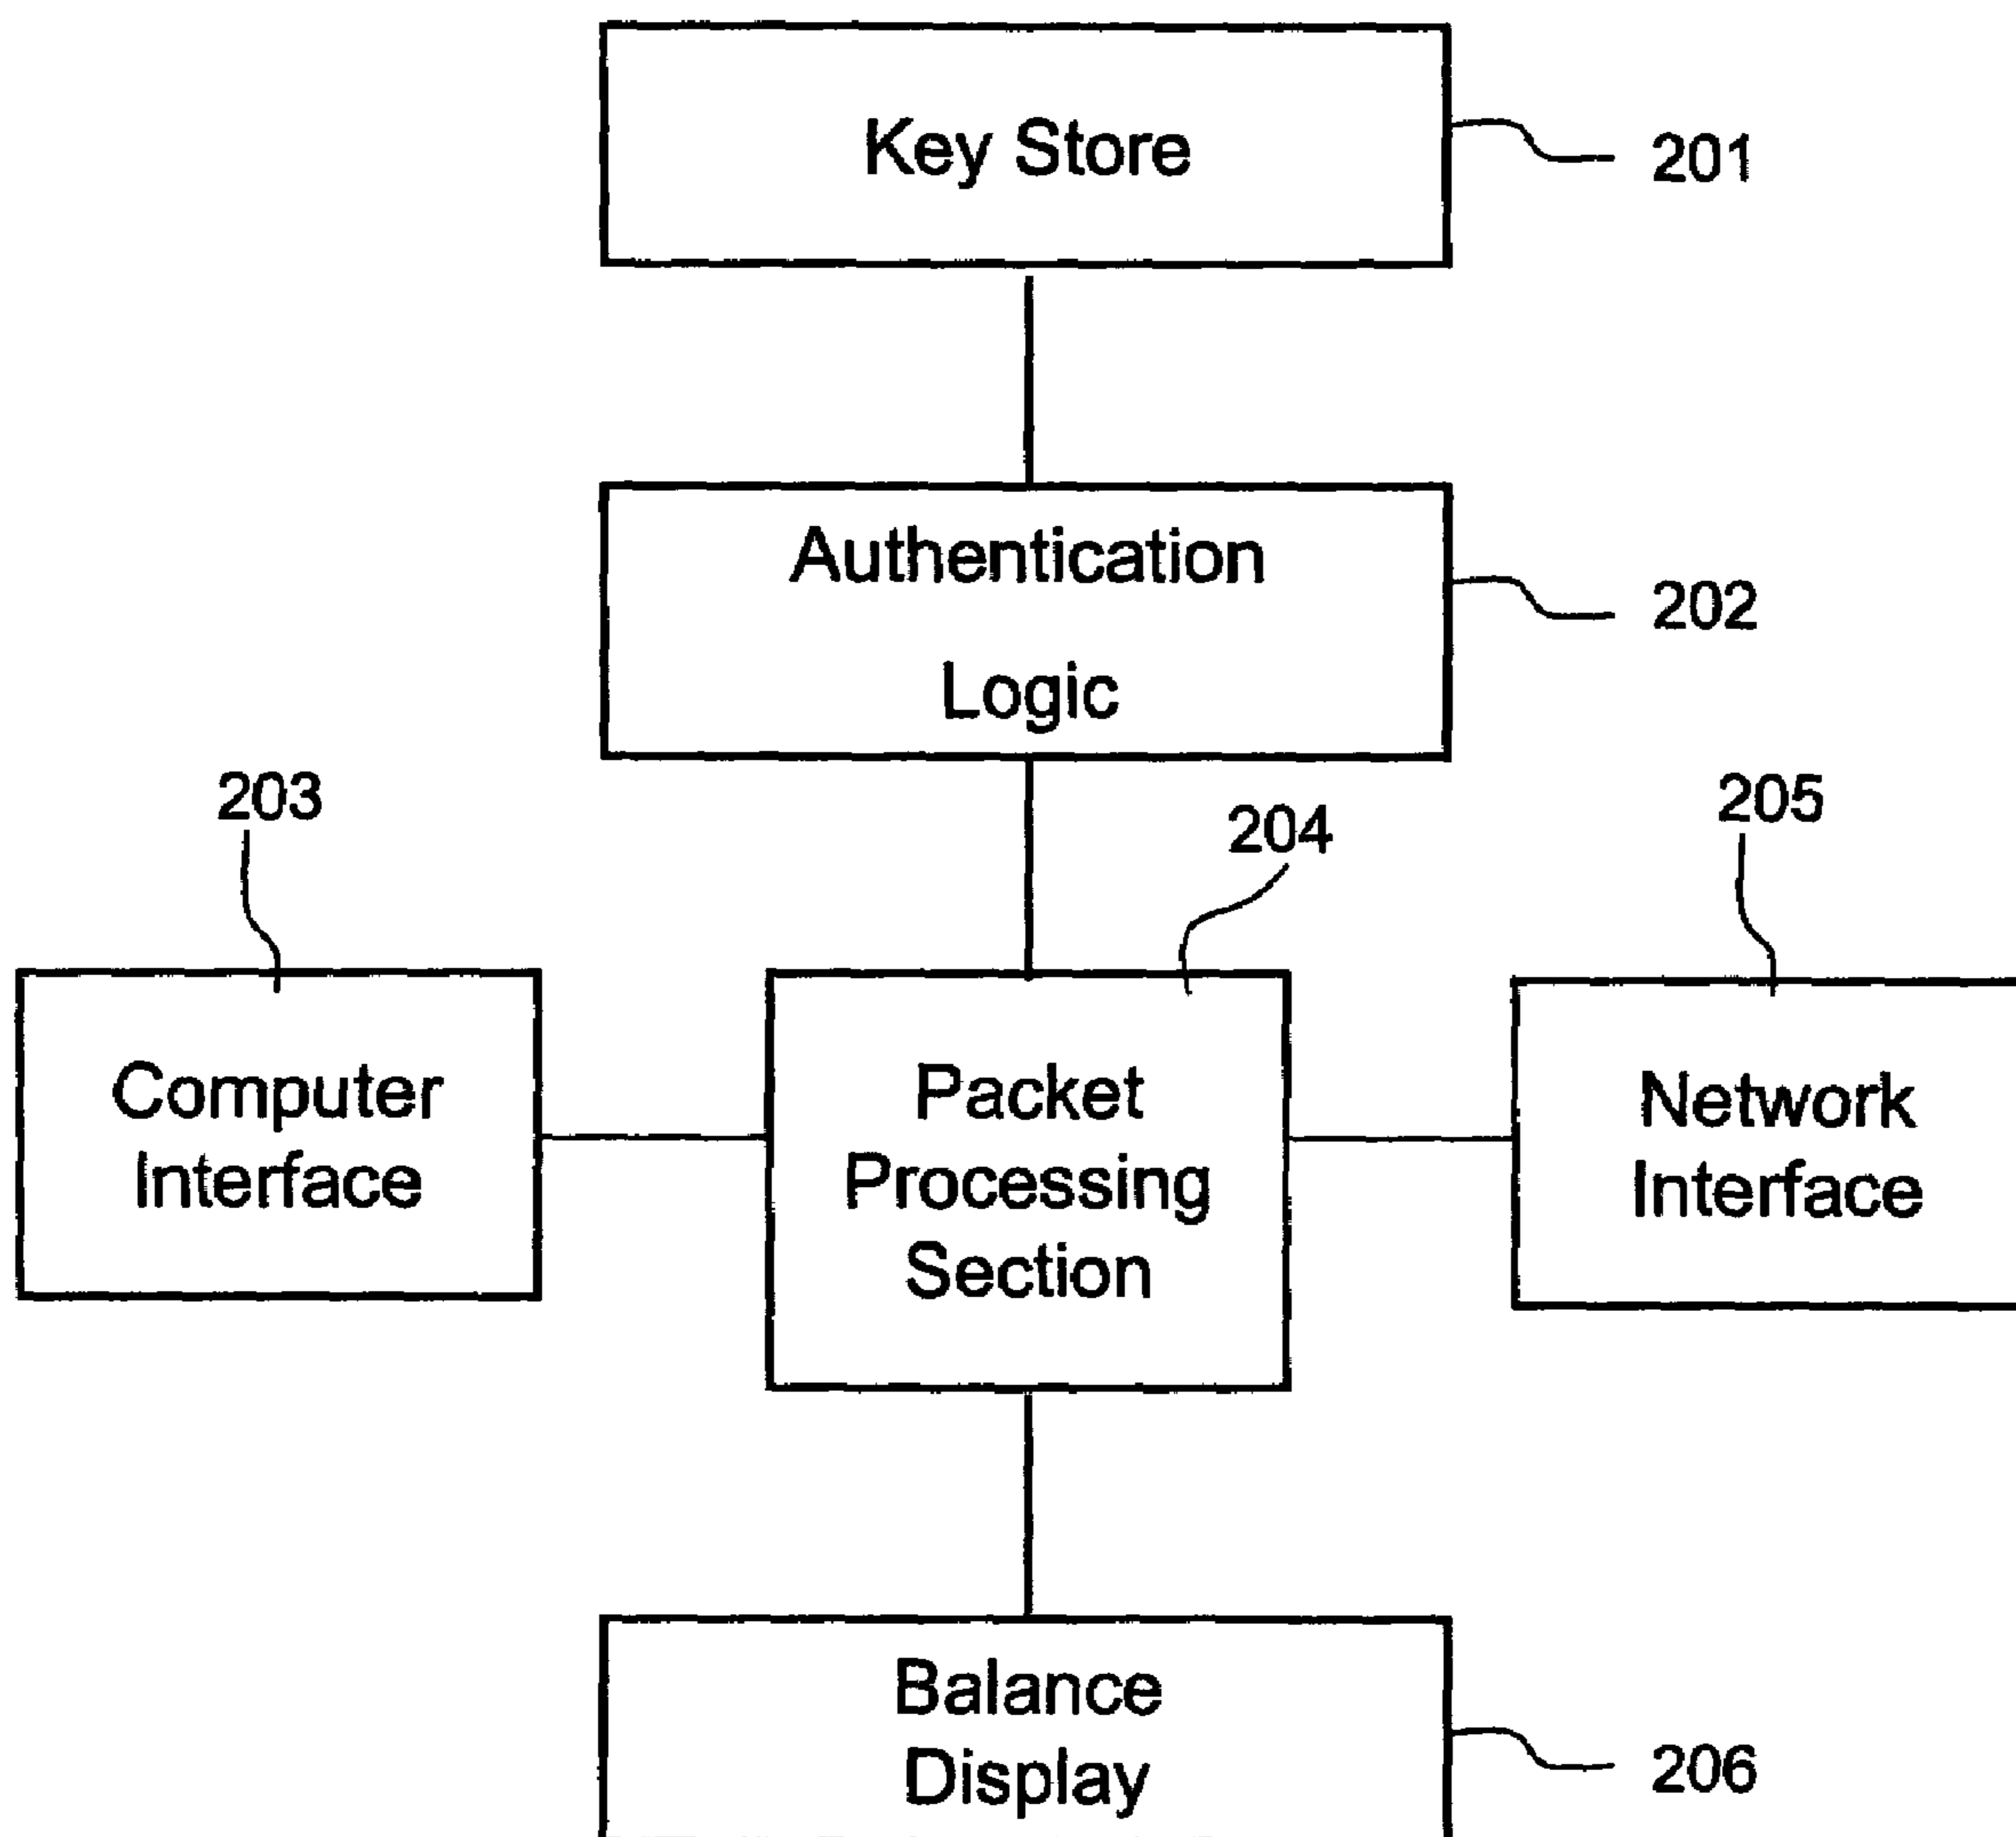 Key Store
201
Authentication
Logic
202
203
204
205
Computer
Interface
Packet
Processing
Section
Network
Interface
Balance
Display
206